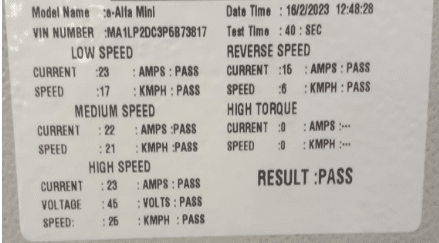 Model Name :e-Alfa Mini Date Time : 16/2/2023 12:48:28
VIN NUMBER :MA1LP2DC3P5B73817 Test Time : 40 : SEC
LOW SPEED REVERSE SPEED
CURRENT :23 : AMPS : PASS CURRENT :15 : AMPS : PASS
SPEED :17 : KMPH : PASS SPEED :6 : KMPH : PASS
MEDIUM SPEED HIGH TORQUE
CURRENT : 22 : AMPS :PASS CURRENT :0 : AMPS :---
SPEED : 21 : KMPH :PASS SPEED :0 : KMPH :---
HIGH SPEED
CURRENT : 23 : AMPS : PASS RESULT :PASS
VOLTAGE : 45 : VOLTS : PASS
SPEED: : 25 : KMPH : PASS